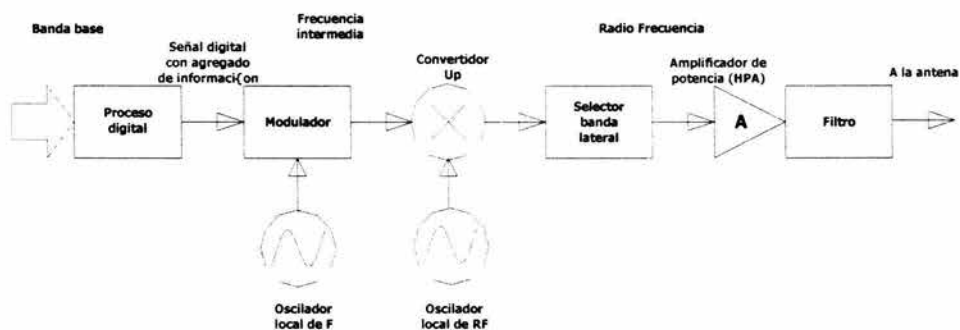 Banda base
Frecuencia
intermedia
Radio Frecuencia
Señal digital
con agregado
de informaci{on
Convertidor
Up
Amplificador de
potencia (HPA)
A la antena
Proceso
digital
Modulador
Selector
banda
lateral
A
Filtro
Oscilador
local de F
Oscilador
local de RF